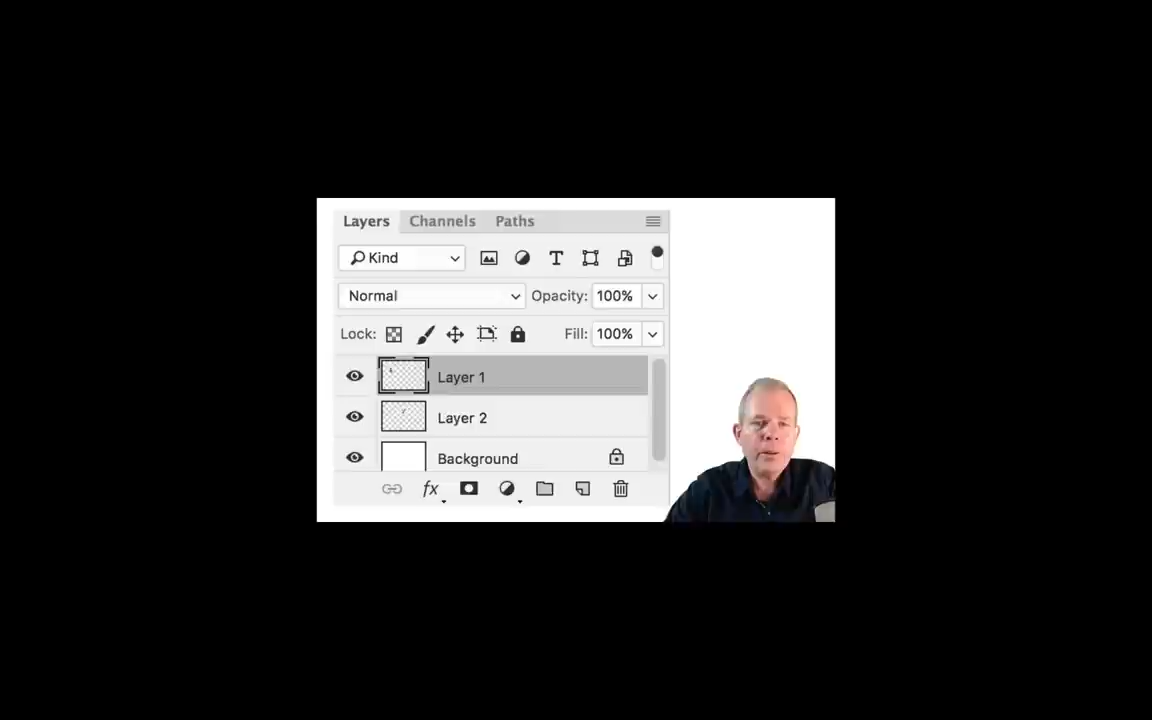 Layers Channels Paths
Kind
Normal Opacity: 100%
Lock: Fill: 100%
Layer 1
Layer 2
Background
fx